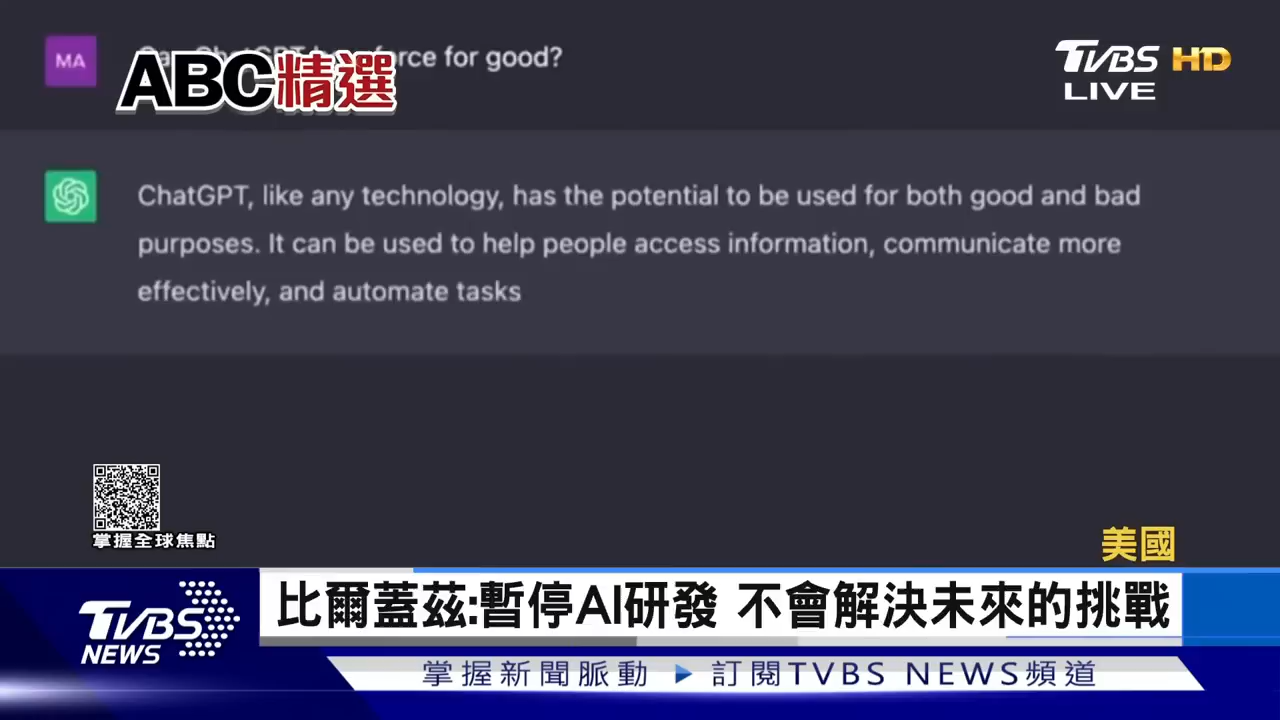 MA
force for good?
ABC精選
TVBS HD
LIVE
ChatGPT, like any technology, has the potential to be used for both good and bad
purposes. It can be used to help people access information, communicate more
effectively, and automate tasks
掌握全球焦點
美國
比爾蓋茲:暫停AI研發 不會解決未來的挑戰
TVBS
NEWS
掌握新聞脈動 ▶ 訂閱TVBS NEWS頻道